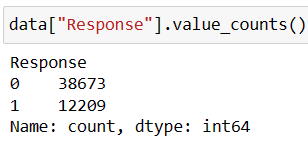 data["Response"].value_counts()
Response
0    38673
1    12209
Name: count, dtype: int64